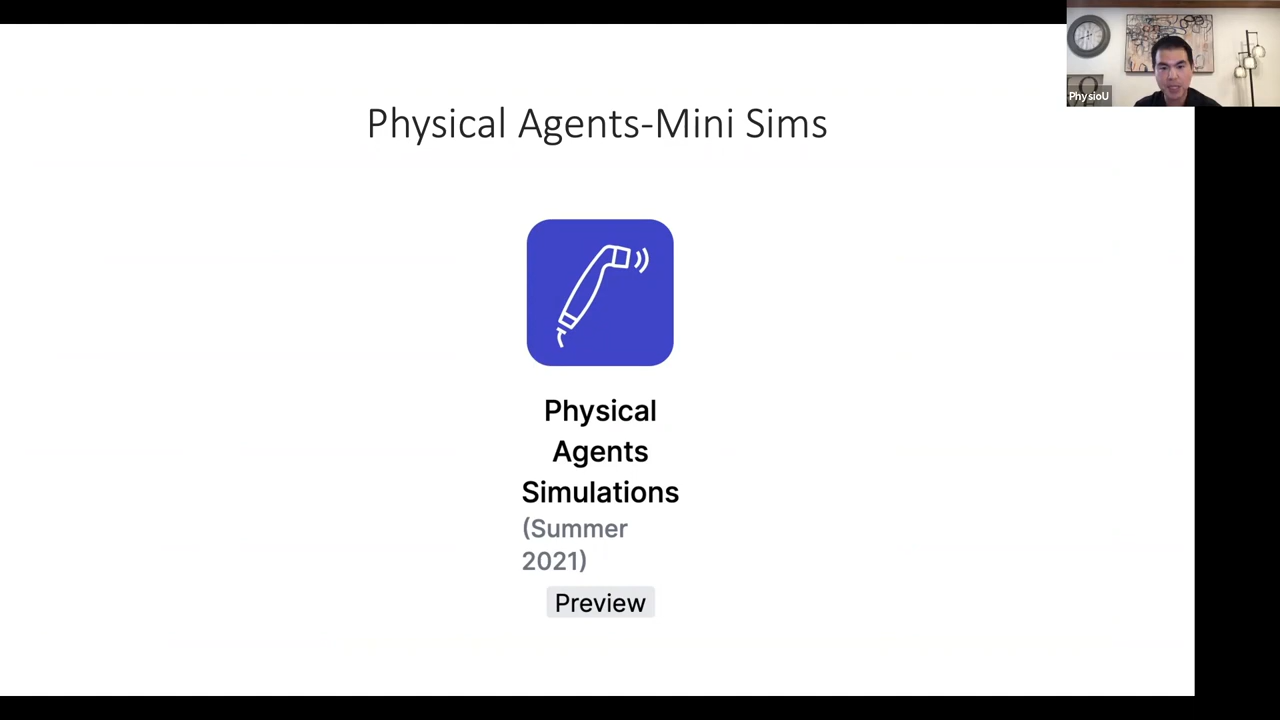 Physical Agents-Mini Sims
PhysioU
Physical
Agents
Simulations
(Summer
2021)
Preview